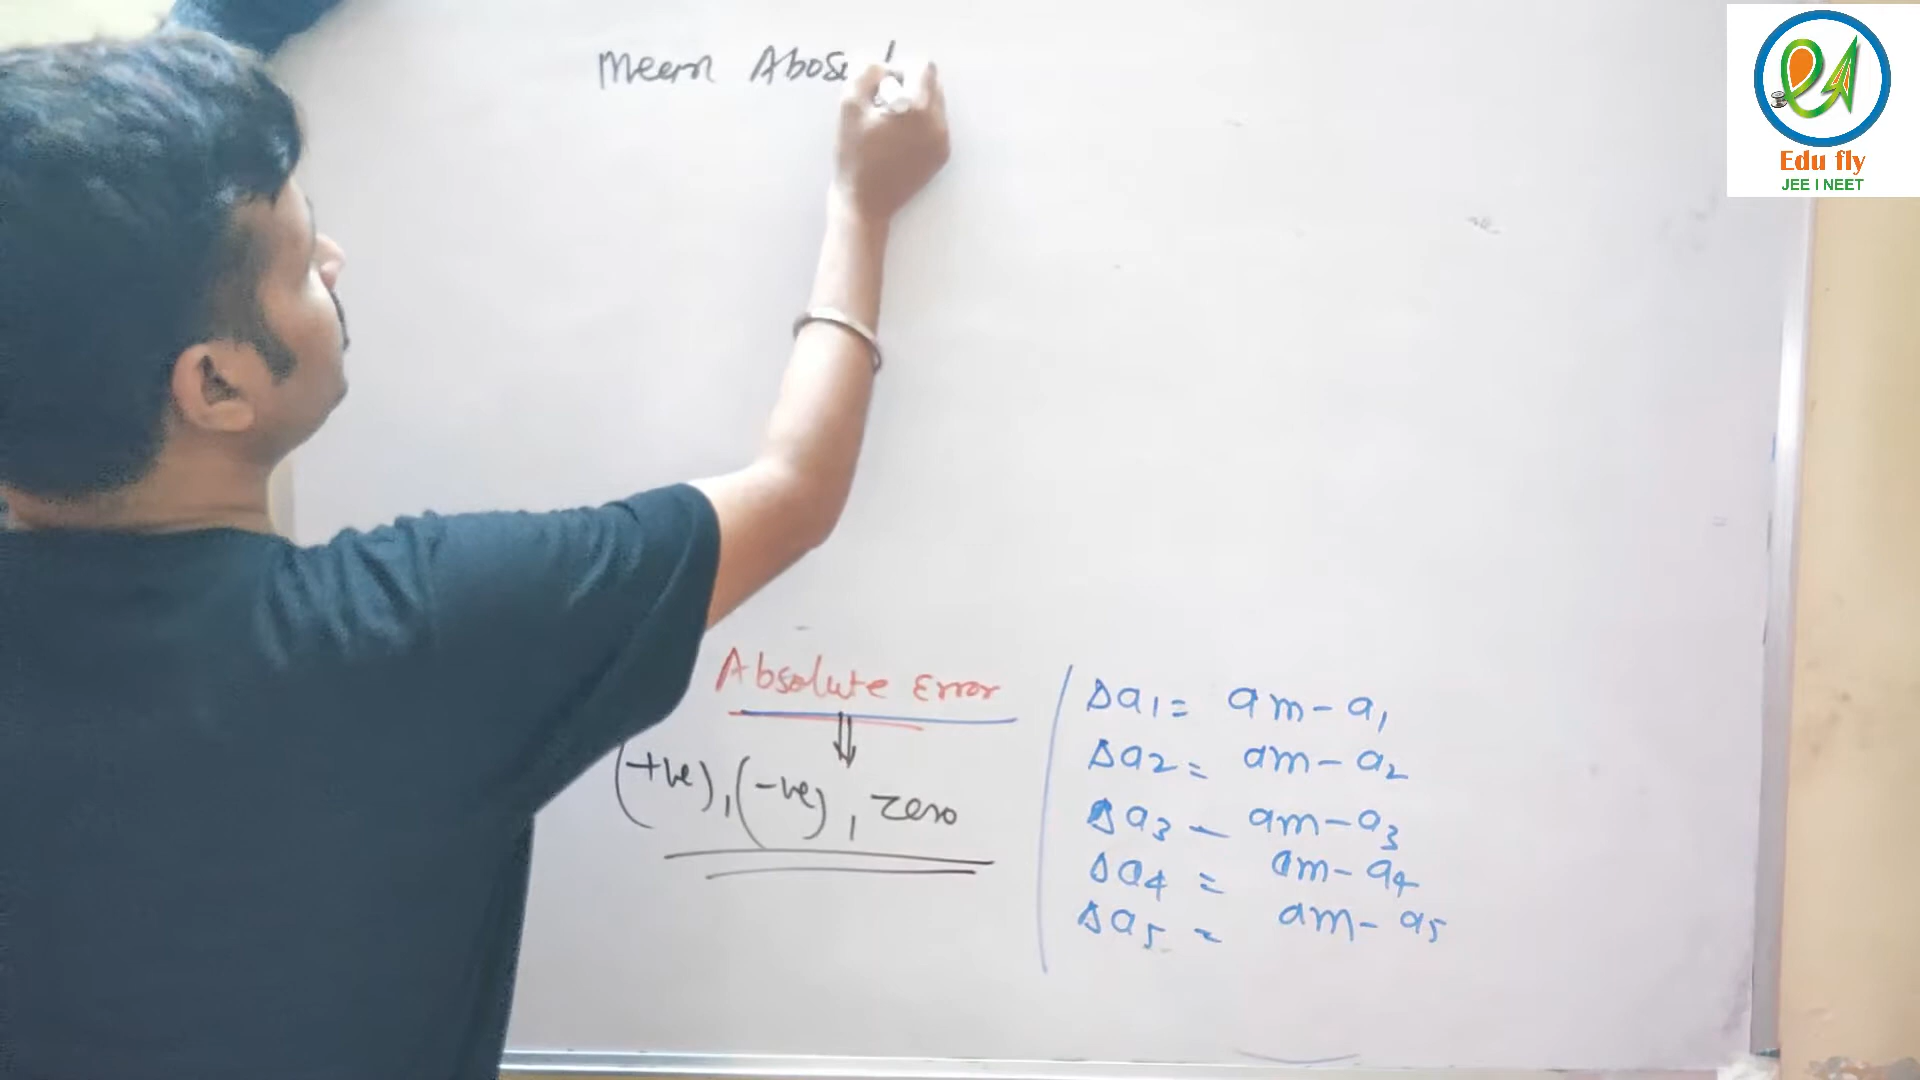 Mean Abosl
Edu fly
JEE I NEET
Absolute Error
(+ve), (-ve), zero
Δa1 = am - a1
Δa2 = am - a2
Δa3 - am - a3
Δa4 = am - a4
Δa5 = am - a5